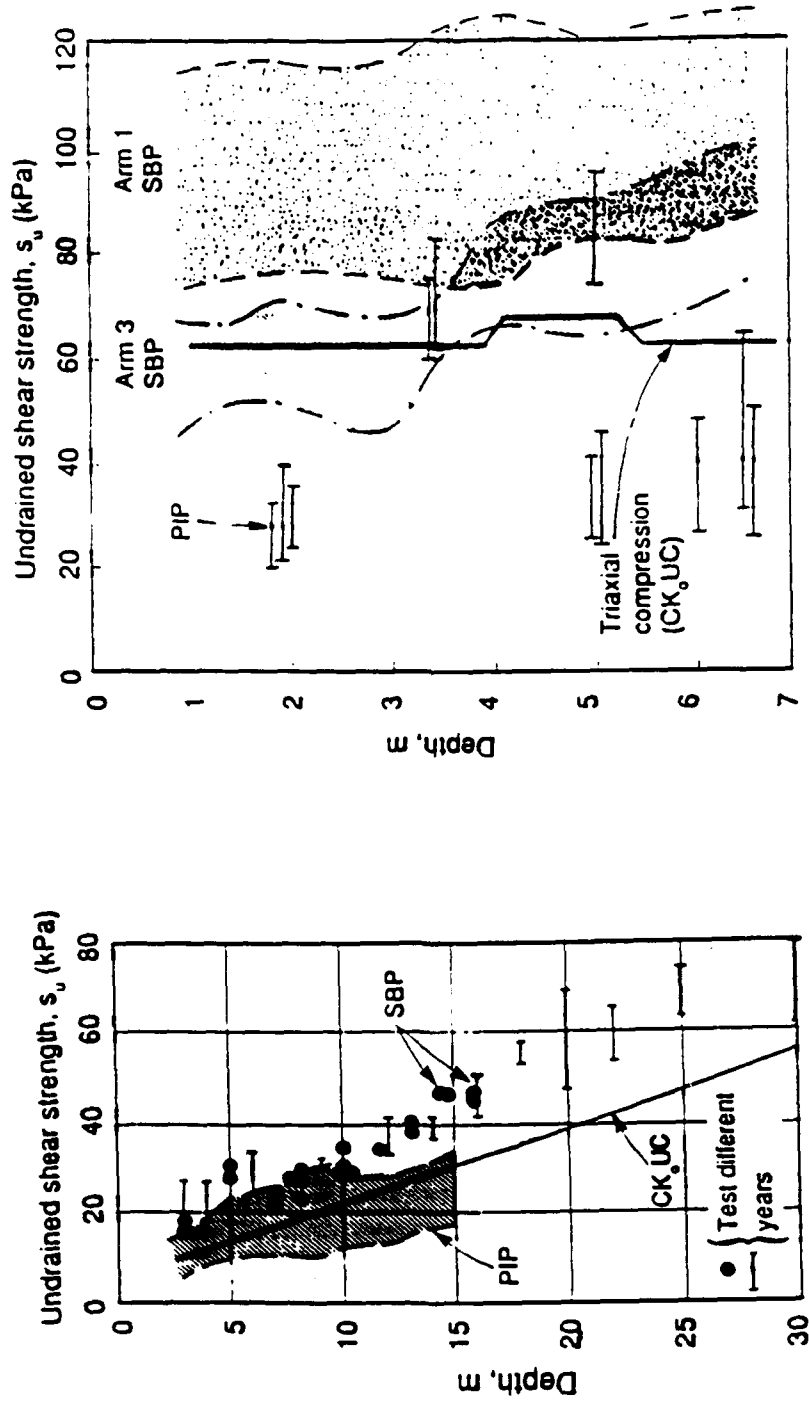 Undrained shear strength, s_u (kPa)
0 20 40 60 80
0
5
10
15
20
25
30
Depth, m
SBP
PIP
CK₀UC
Test different
years
Undrained shear strength, s_u (kPa)
0 20 40 60 80 100 120
0
1
2
3
4
5
6
7
Depth, m
Arm 3
SBP
Arm 1
SBP
PIP
Triaxial
compression
(CK₀UC)